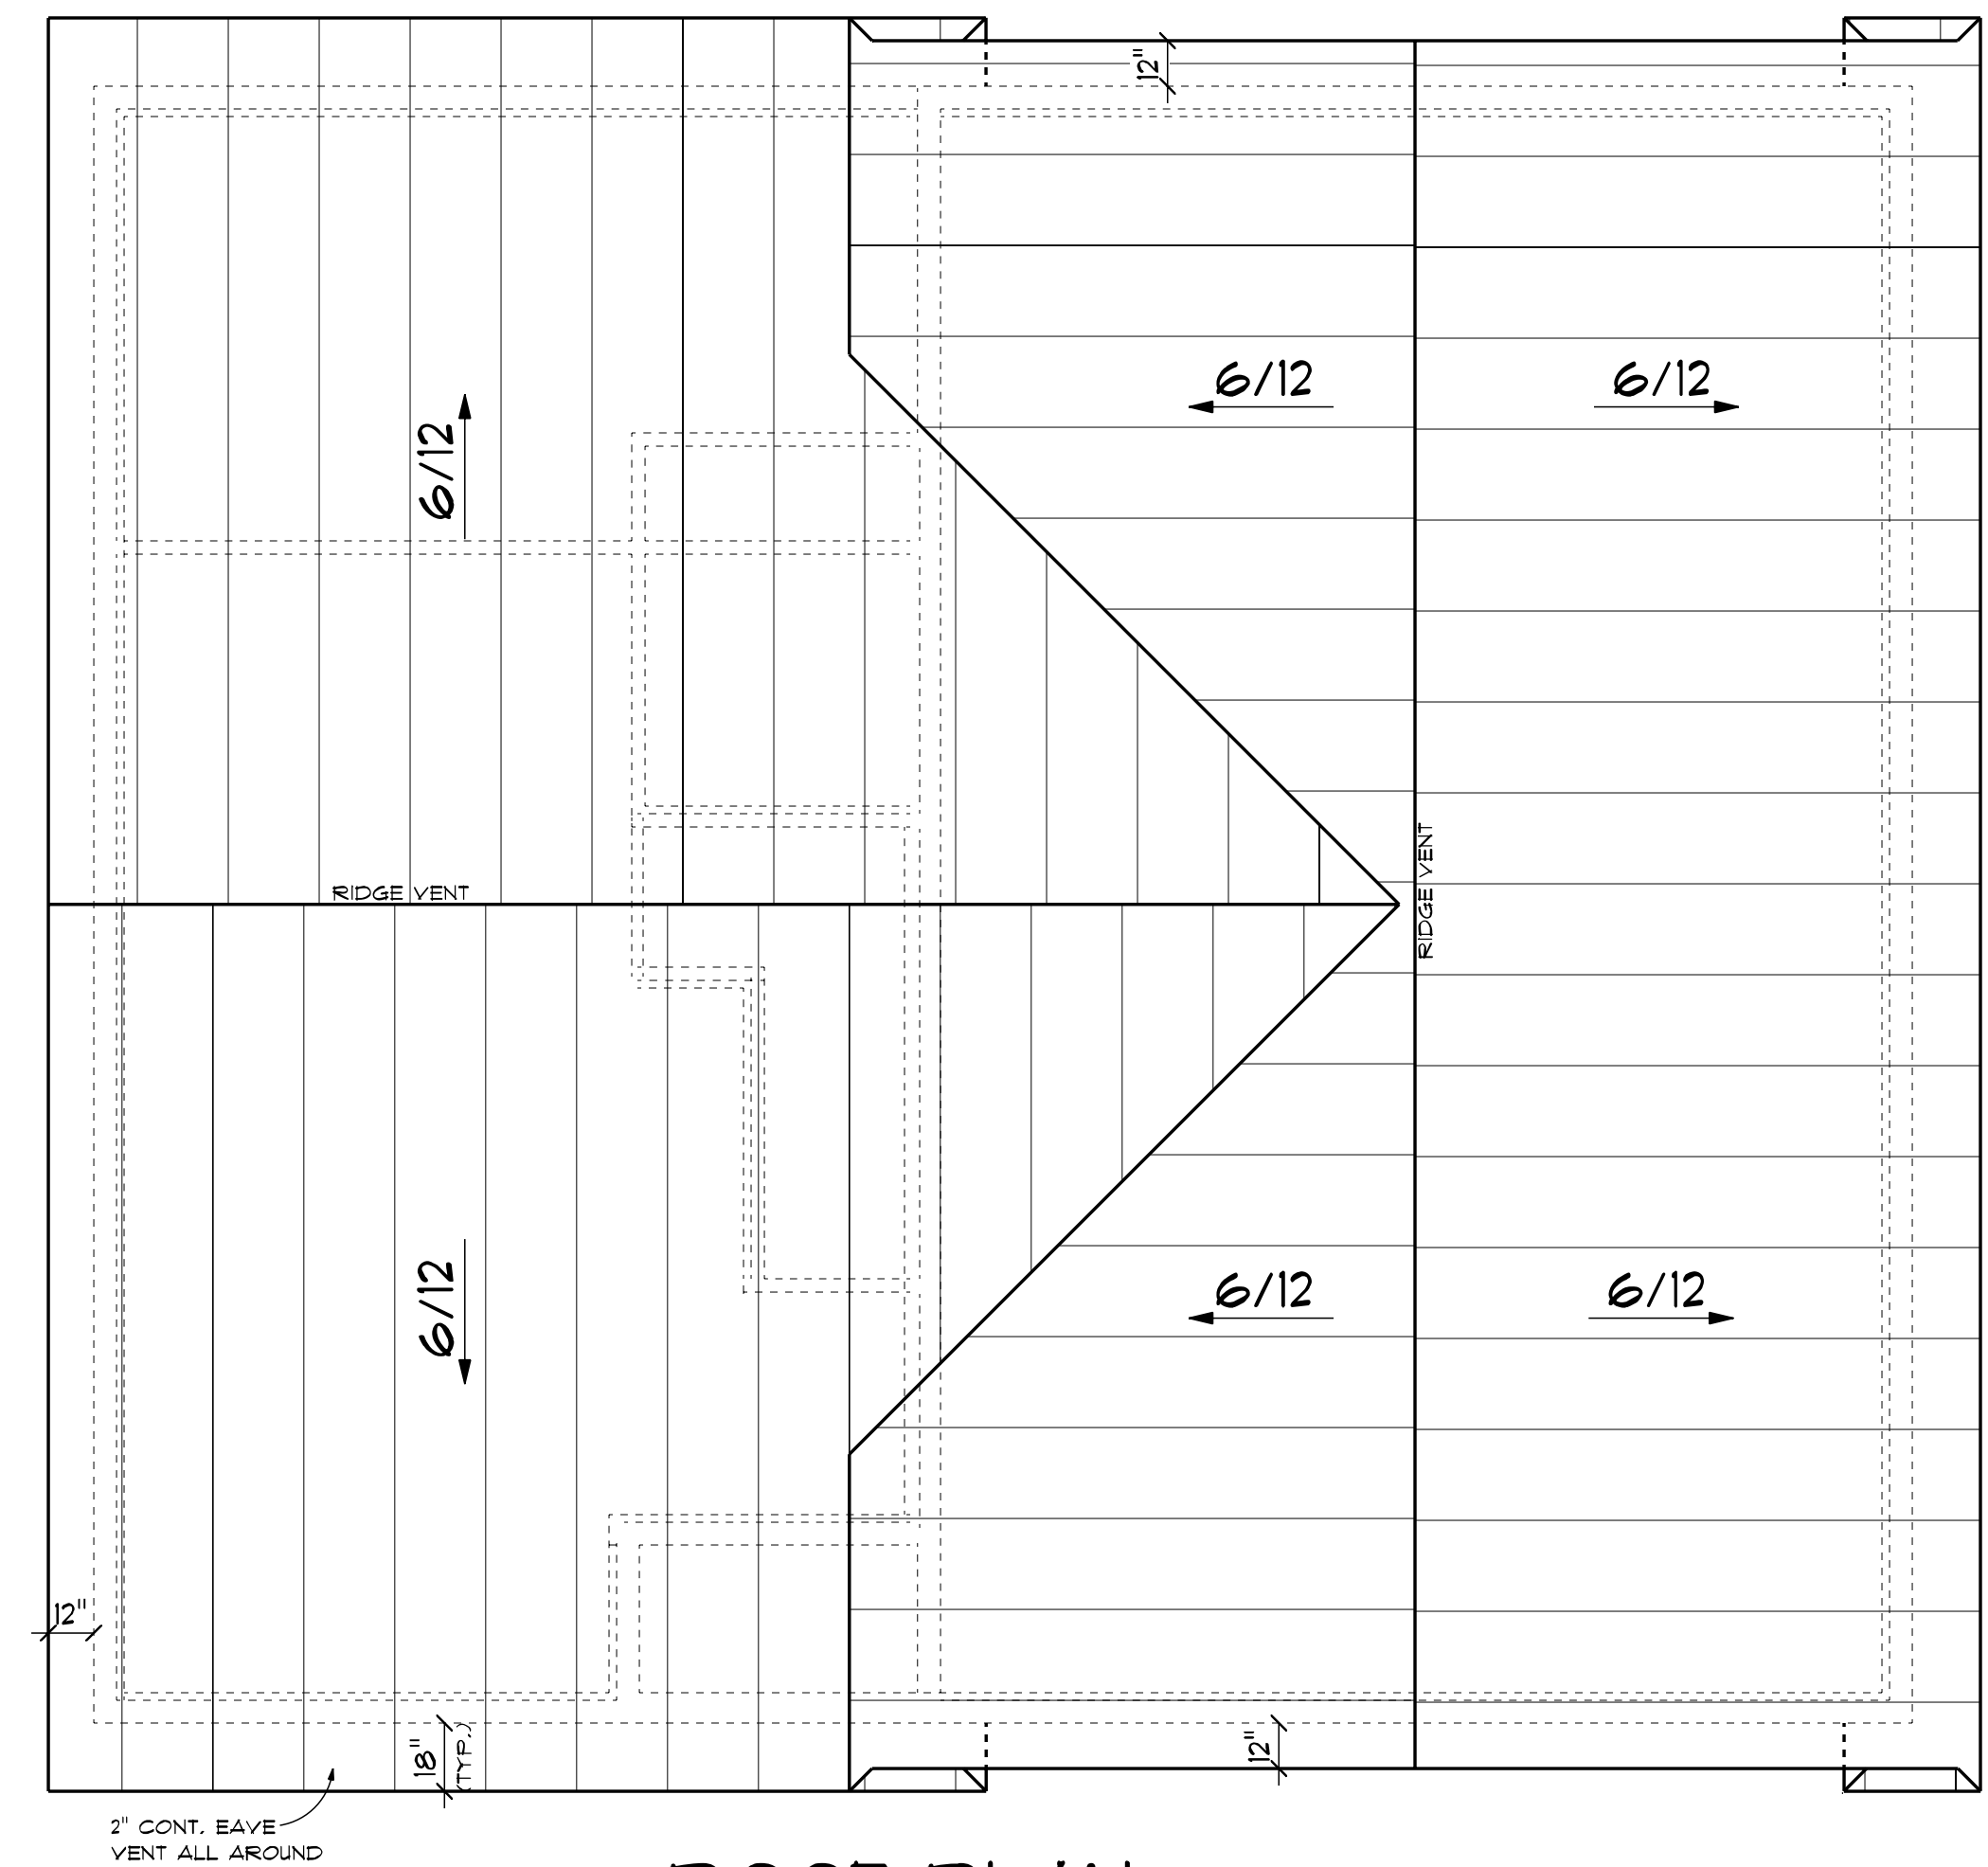 12"
6/12
6/12
6/12
RIDGE VENT
RIDGE VENT
6/12
6/12
6/12
12"
18"
(TYP.)
12"
2" CONT. EAVE
VENT ALL AROUND